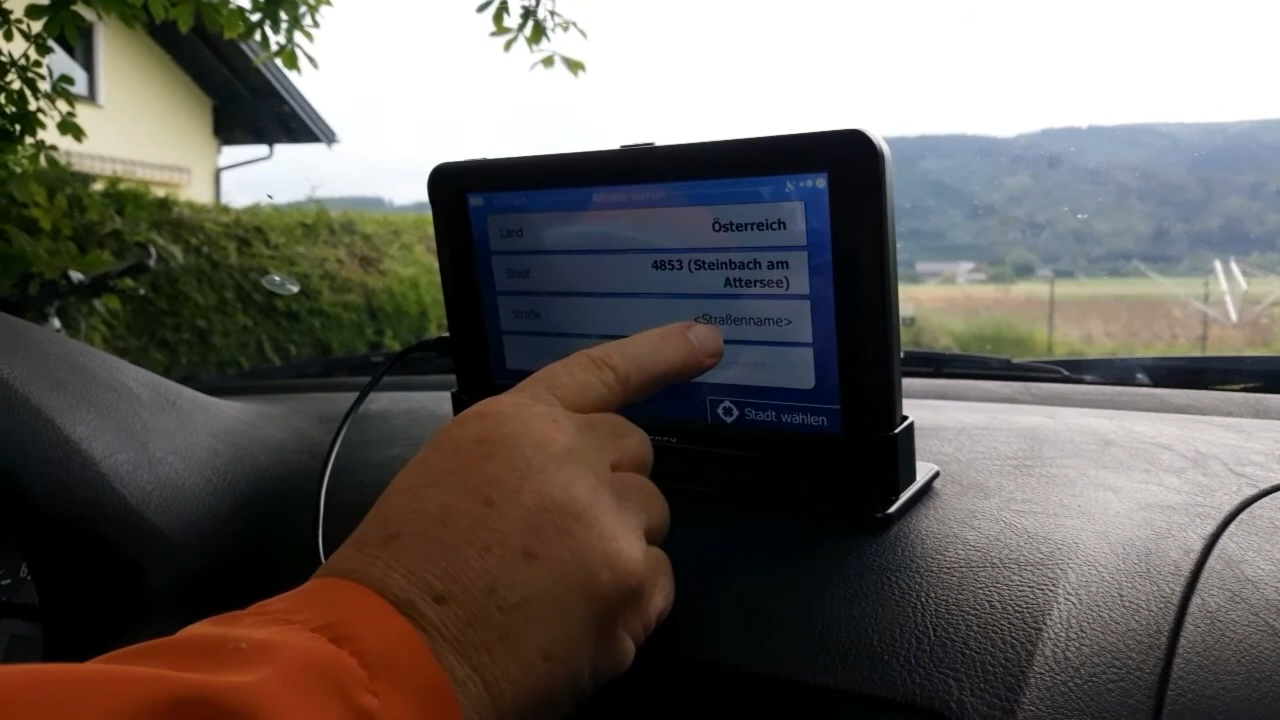 Land
Österreich
Stadt
4853 (Steinbach am
Attersee)
Straße
<Straßenname>
Stadt wählen